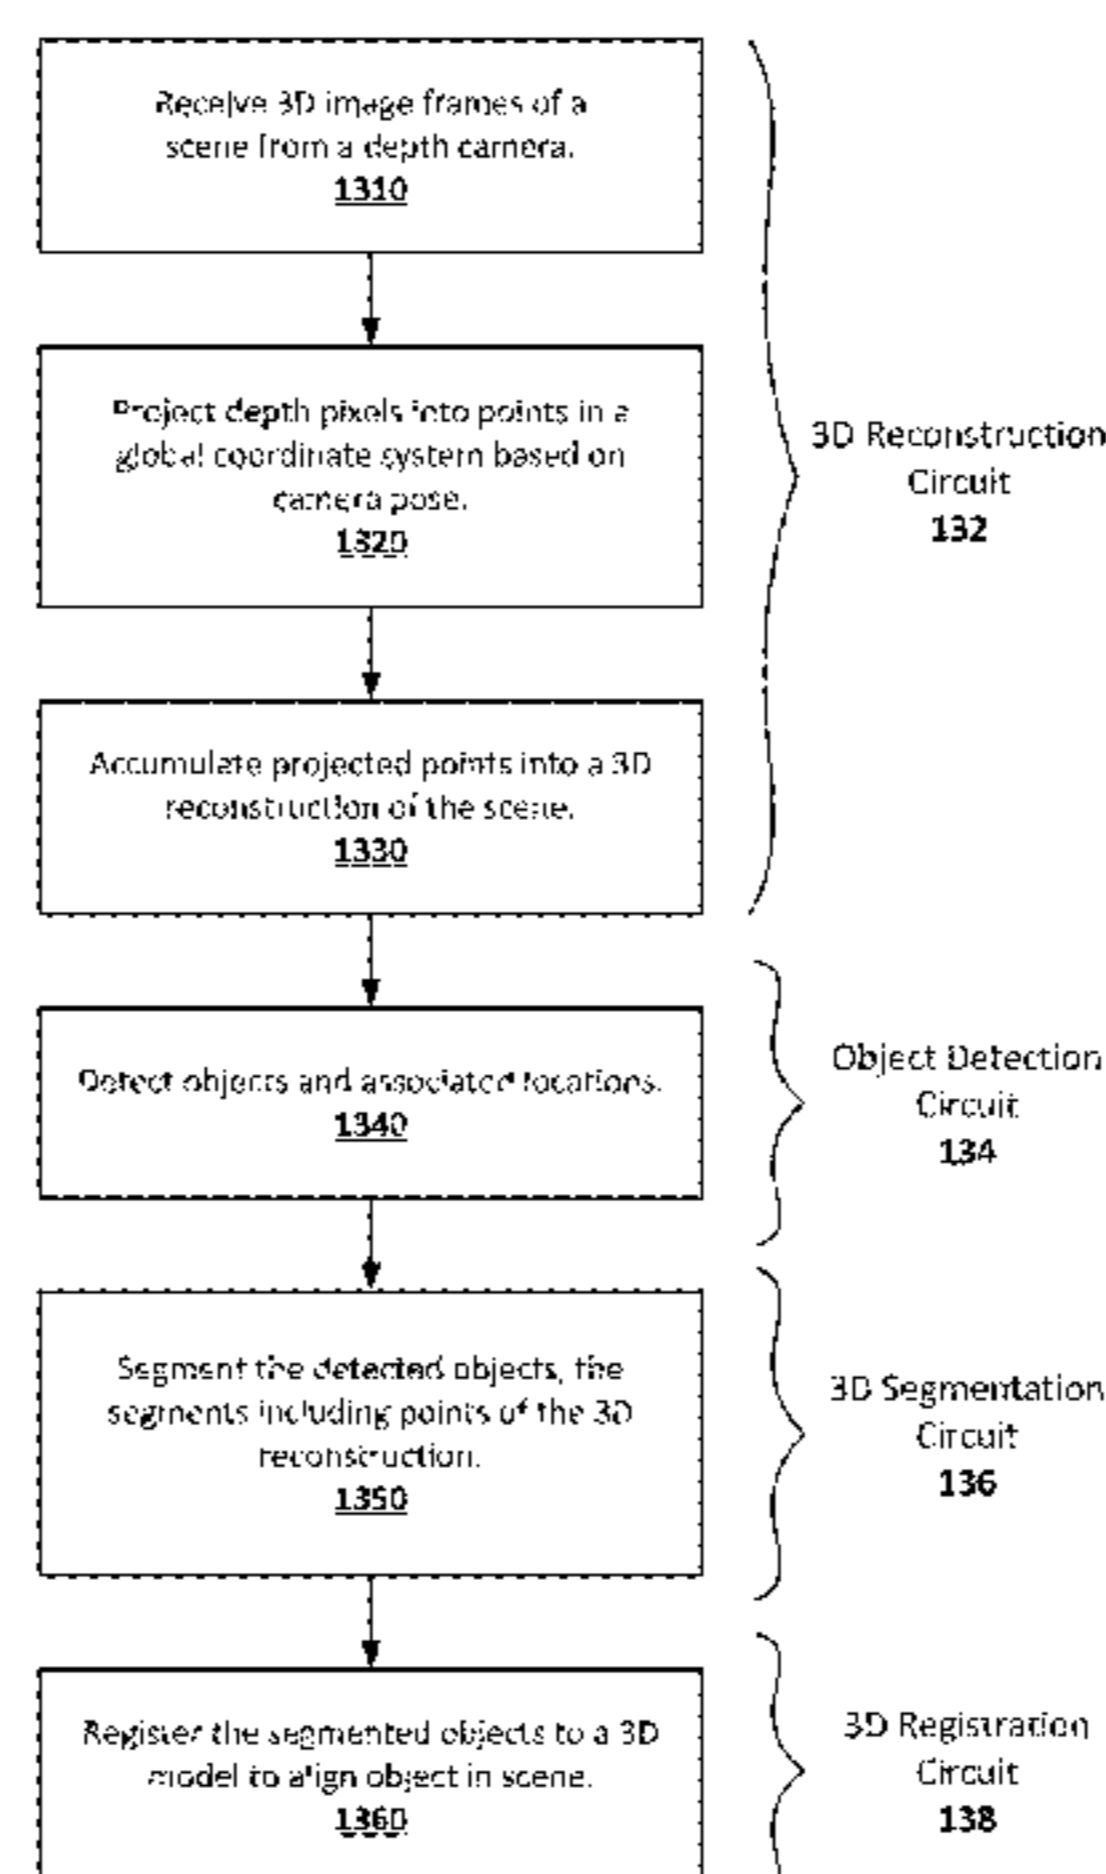 Receive 3D image frames of a
scene from a depth camera.
1310
Project depth pixels into points in a
global coordinate system based on
camera pose.
1320
Accumulate projected points into a 3D
reconstruction of the scene.
1330
3D Reconstruction
Circuit
132
Detect objects and associated locations.
1340
Object Detection
Circuit
134
Segment the detected objects, the
segments including points of the 3D
reconstruction.
1350
3D Segmentation
Circuit
136
Register the segmented objects to a 3D
model to align object in scene.
1360
3D Registration
Circuit
138